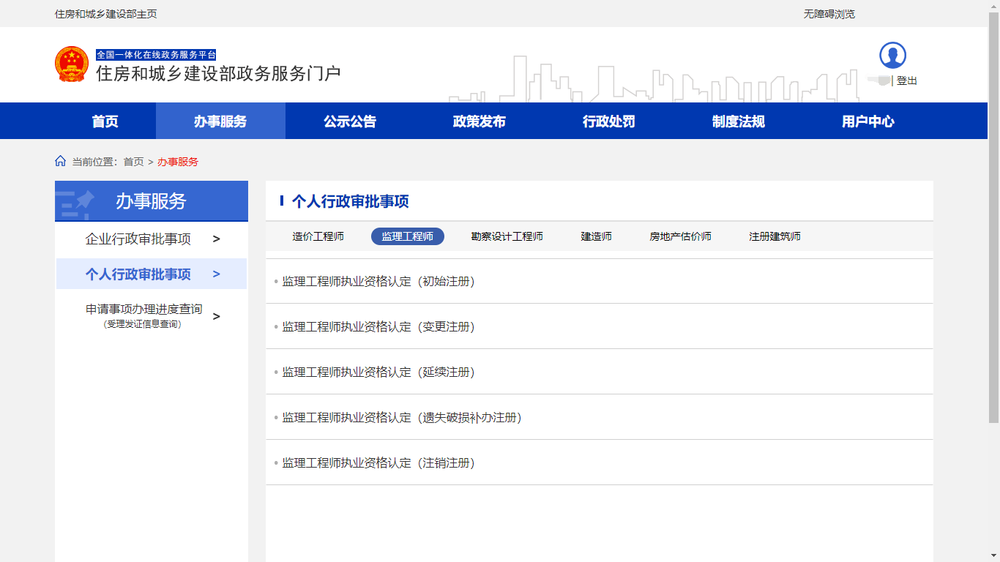 住房和城乡建设部主页 无障碍浏览
全国一体化在线政务服务平台
住房和城乡建设部政务服务门户
登出
首页 办事服务 公示公告 政策发布 行政处罚 制度法规 用户中心
当前位置：首页 > 办事服务
办事服务
企业行政审批事项 >
个人行政审批事项 >
申请事项办理进度查询 >
（受理发证信息查询）
个人行政审批事项
造价工程师 监理工程师 勘察设计工程师 建造师 房地产估价师 注册建筑师
监理工程师执业资格认定（初始注册）
监理工程师执业资格认定（变更注册）
监理工程师执业资格认定（延续注册）
监理工程师执业资格认定（遗失破损补办注册）
监理工程师执业资格认定（注销注册）